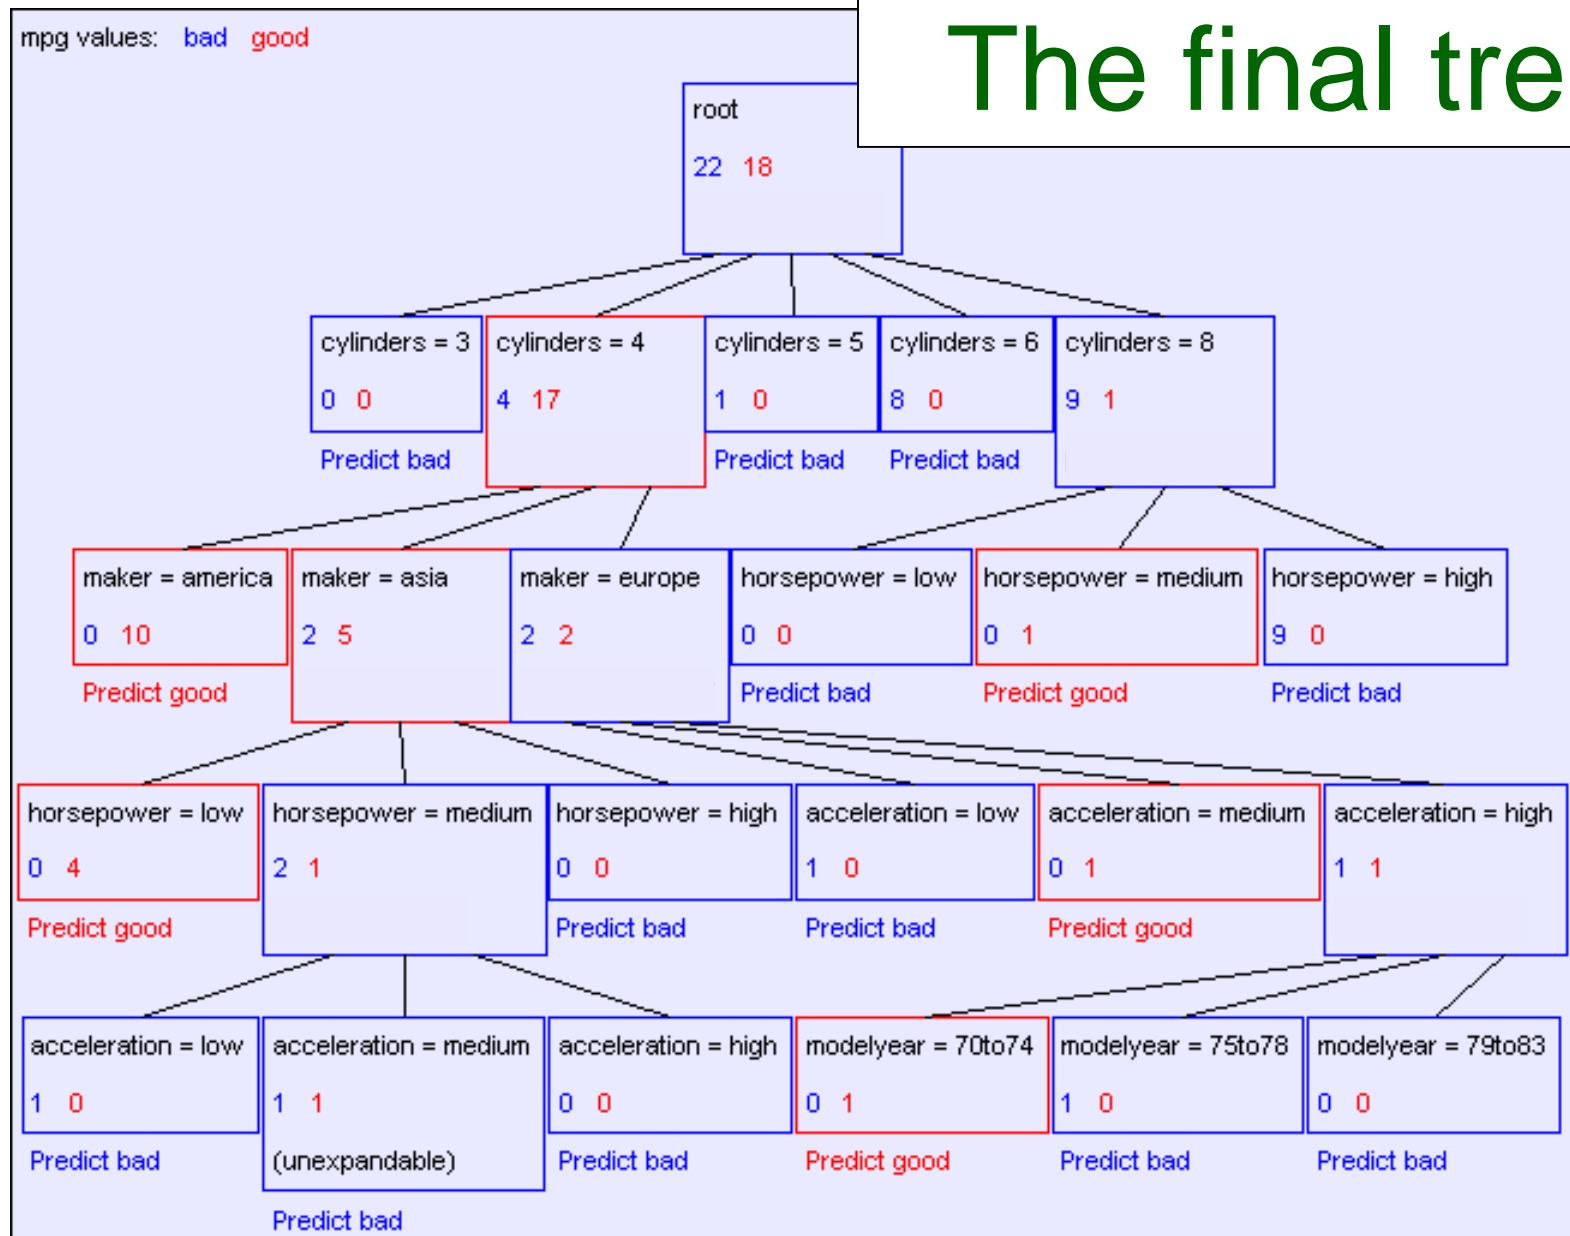 The final tre
mpg values: bad good
root
22 18
cylinders = 3 cylinders = 4 cylinders = 5 cylinders = 6 cylinders = 8
0 0 4 17 1 0 8 0 9 1
Predict bad Predict bad Predict bad
maker = america maker = asia maker = europe horsepower = low horsepower = medium horsepower = high
0 10 2 5 2 2 0 0 0 1 9 0
Predict good Predict bad Predict good Predict bad
horsepower = low horsepower = medium horsepower = high acceleration = low acceleration = medium acceleration = high
0 4 2 1 0 0 1 0 0 1 1 1
Predict good Predict bad Predict bad Predict good
acceleration = low acceleration = medium acceleration = high modelyear = 70to74 modelyear = 75to78 modelyear = 79to83
1 0 1 1 0 0 0 1 1 0 0 0
Predict bad (unexpandable) Predict bad Predict good Predict bad Predict bad
Predict bad